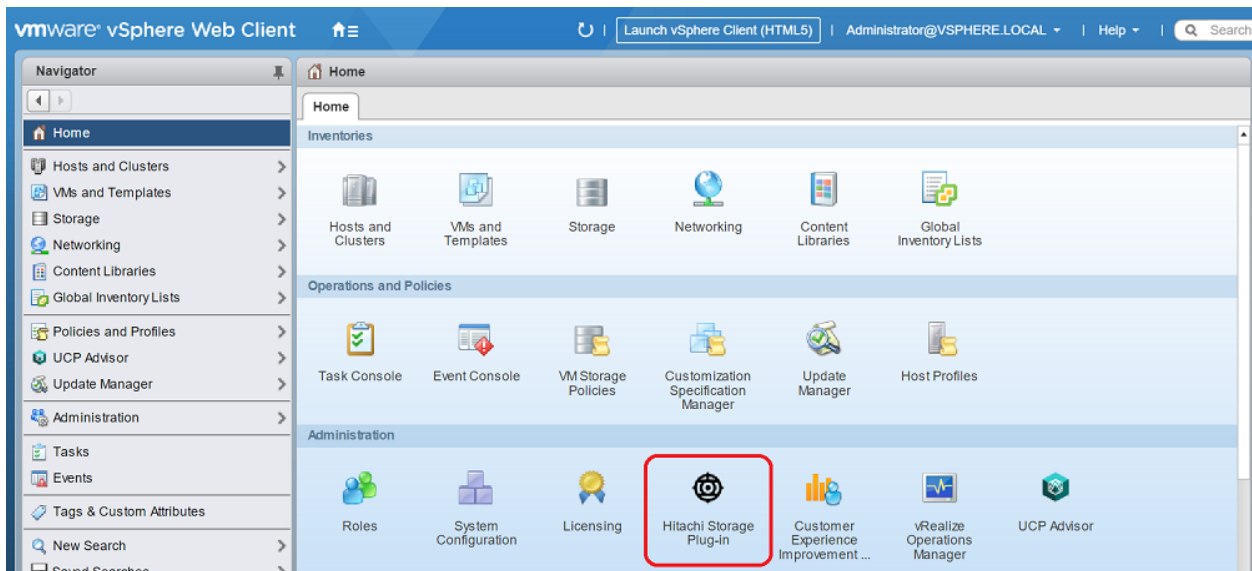 vmware® vSphere Web Client
Launch vSphere Client (HTML5)
Administrator@VSPHERE.LOCAL
Help
Search
Navigator
Home
Hosts and Clusters
VMs and Templates
Storage
Networking
Content Libraries
Global Inventory Lists
Policies and Profiles
UCP Advisor
Update Manager
Administration
Tasks
Events
Tags & Custom Attributes
New Search
Saved Searches
Home
Home
Inventories
Hosts and
Clusters
VMs and
Templates
Storage
Networking
Content
Libraries
Global
Inventory Lists
Operations and Policies
Task Console
Event Console
VM Storage
Policies
Customization
Specification
Manager
Update
Manager
Host Profiles
Administration
Roles
System
Configuration
Licensing
Hitachi Storage
Plug-in
Customer
Experience
Improvement ...
vRealize
Operations
Manager
UCP Advisor